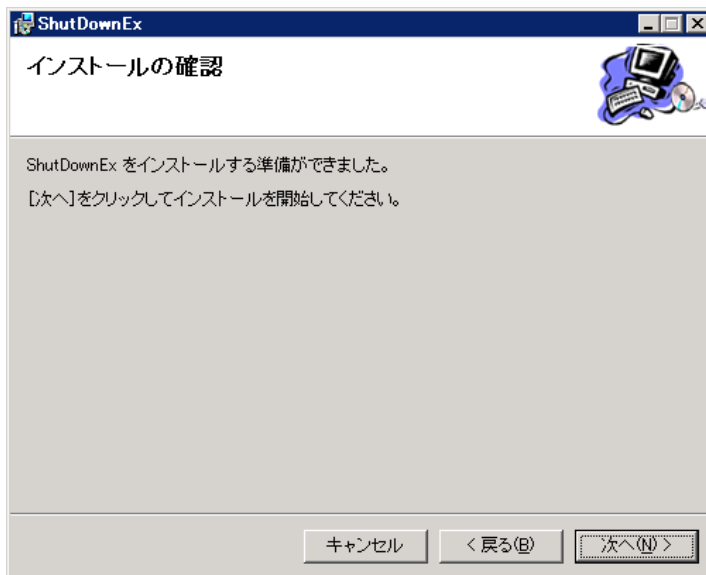 ShutDownEx
インストールの確認
ShutDownEx をインストールする準備ができました。
[次へ]をクリックしてインストールを開始してください。
キャンセル
< 戻る(B)
次へ(N) >